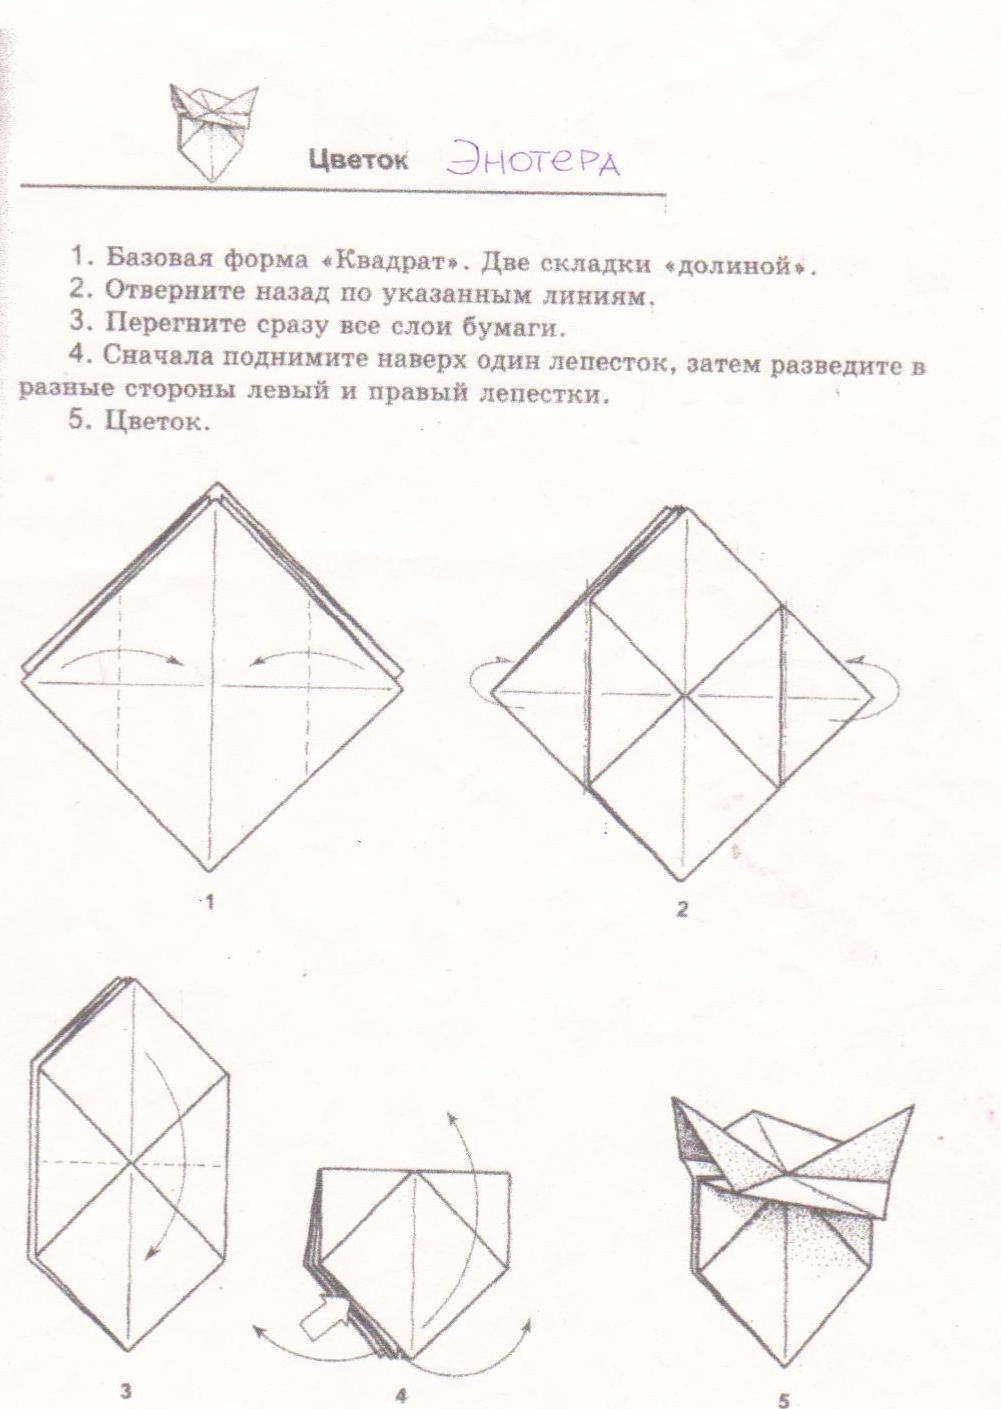 Цветок Энотера
1. Базовая форма «Квадрат». Две складки «долиной».
2. Отверните назад по указанным линиям.
3. Перегните сразу все слои бумаги.
4. Сначала поднимите наверх один лепесток, затем разведите в
разные стороны левый и правый лепестки.
5. Цветок.
1
2
3
4
5